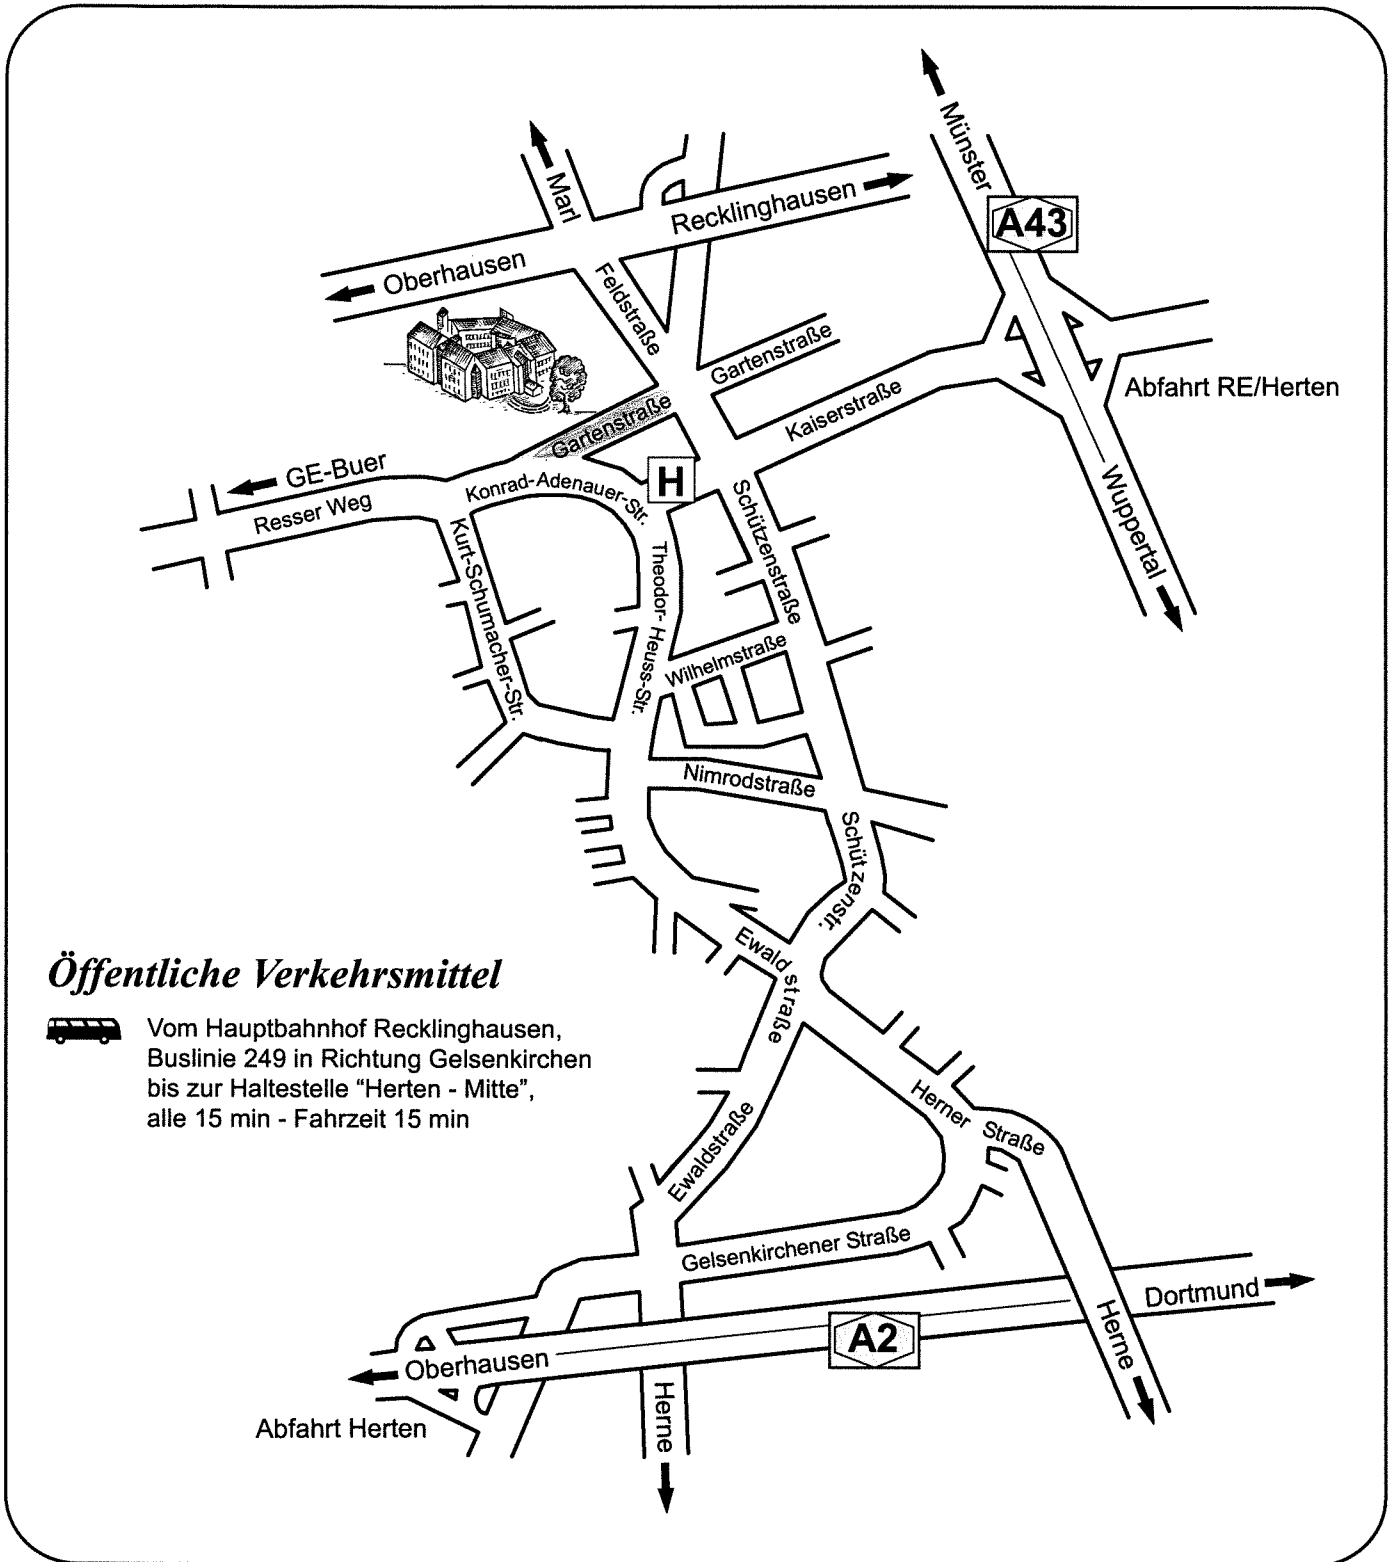 Münster
Marl
Recklinghausen
A43
Oberhausen
Feldstraße
Gartenstraße
Kaiserstraße
Abfahrt RE/Herten
Gartenstraße
GE-Buer
H
Konrad-Adenauer-Str.
Resser Weg
Schützenstraße
Wuppertal
Kurt-Schumacher-Str.
Theodor-Heuss-Str.
Wilhelmstraße
Nimrodstraße
Schützenstr.
Ewaldstraße
Öffentliche Verkehrsmittel
Vom Hauptbahnhof Recklinghausen,
Buslinie 249 in Richtung Gelsenkirchen
bis zur Haltestelle “Herten - Mitte”,
alle 15 min - Fahrzeit 15 min
Herner Straße
Ewaldstraße
Gelsenkirchener Straße
Dortmund
A2
Herne
Oberhausen
Herne
Abfahrt Herten